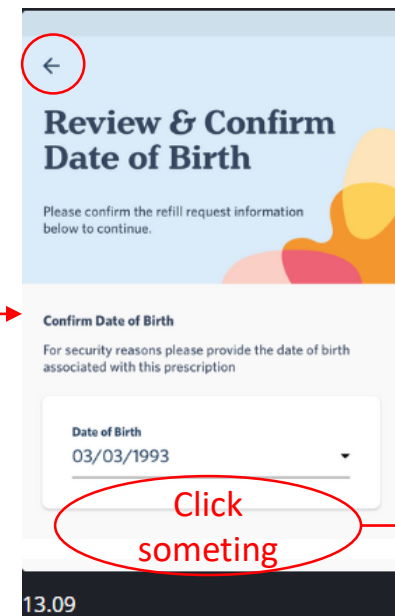 Review & Confirm
Date of Birth
Please confirm the refill request information
below to continue.
Confirm Date of Birth
For security reasons please provide the date of birth
associated with this prescription
Date of Birth
03/03/1993
Click
someting
13.09